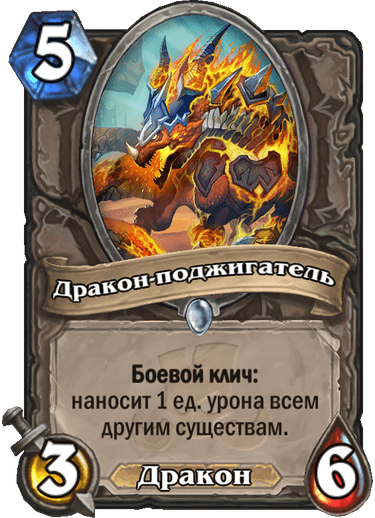 5
Дракон-поджигатель
Боевой клич:
наносит 1 ед. урона всем
другим существам.
3
Дракон
6